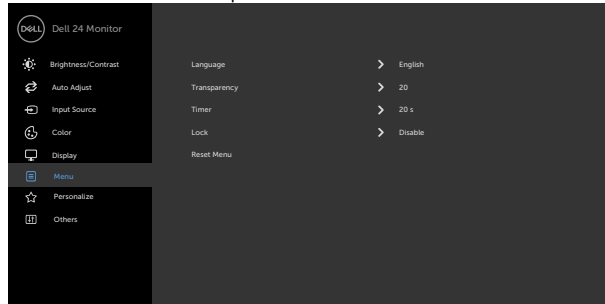 DELL Dell 24 Monitor
Brightness/Contrast
Auto Adjust
Input Source
Color
Display
Menu
Personalize
Others
Language English
Transparency 20
Timer 20 s
Lock Disable
Reset Menu